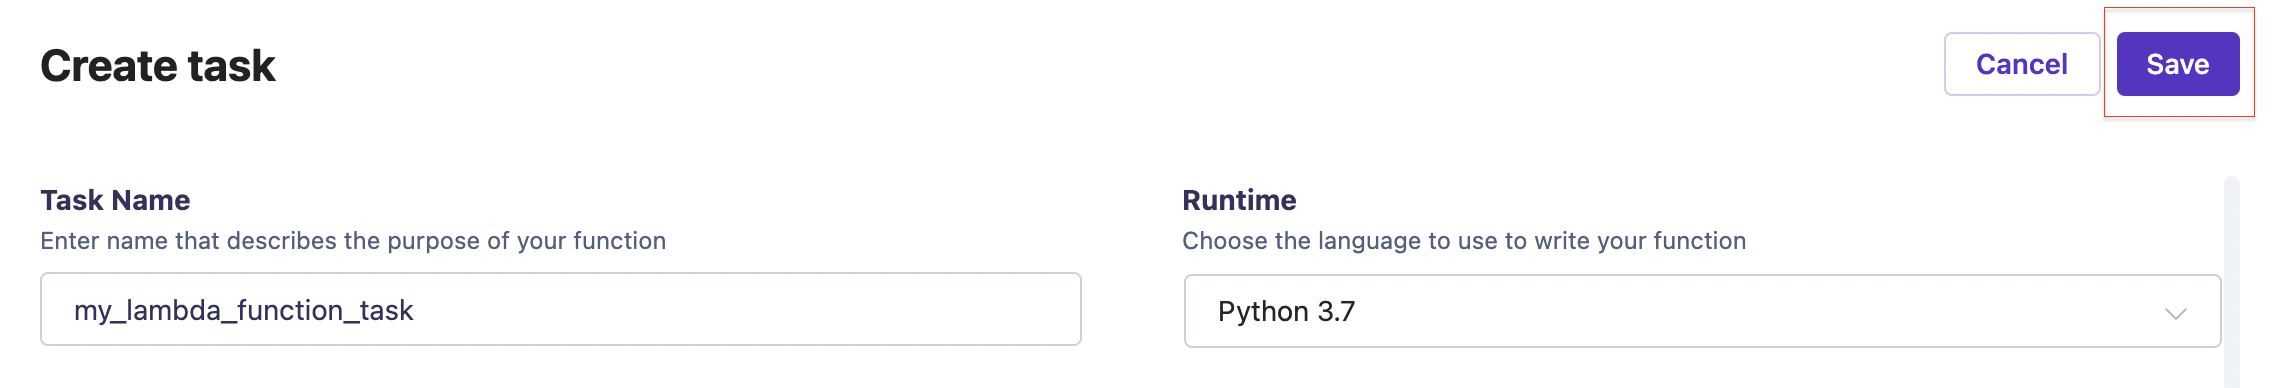 Create task
Cancel
Save
Task Name
Enter name that describes the purpose of your function
my_lambda_function_task
Runtime
Choose the language to use to write your function
Python 3.7